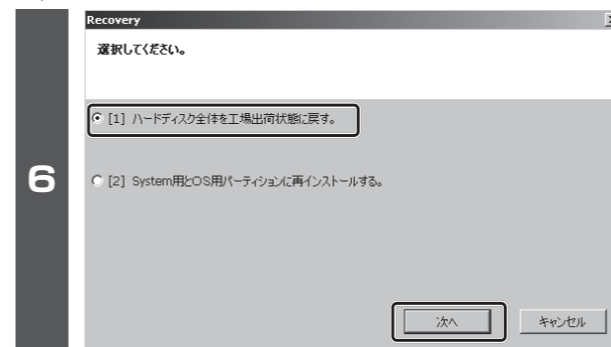 Recovery
選択してください。
[1] ハードディスク全体を工場出荷状態に戻す。
6
[2] System用とOS用パーティションに再インストールする。
次へ
キャンセル